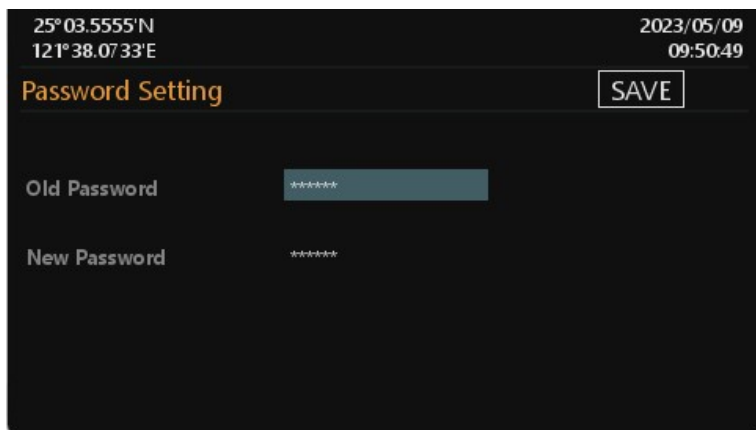 25°03.5555'N
2023/05/09
121°38.0733'E
09:50:49
Password Setting
SAVE
Old Password
******
New Password
******